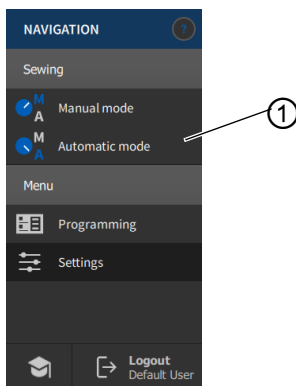 NAVIGATION ?
Sewing
M
A Manual mode
M
A Automatic mode
1
Menu
Programming
Settings
Logout
Default User